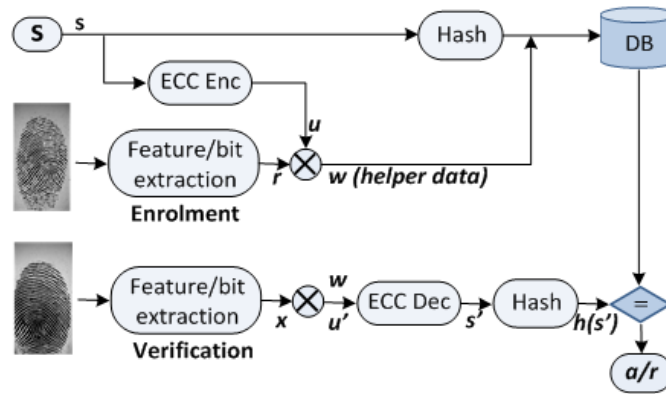 S
s
Hash
DB
ECC Enc
u
Feature/bit
extraction
r
w (helper data)
Enrolment
Feature/bit
extraction
x
w
u'
ECC Dec
s'
Hash
h(s')
=
Verification
a/r